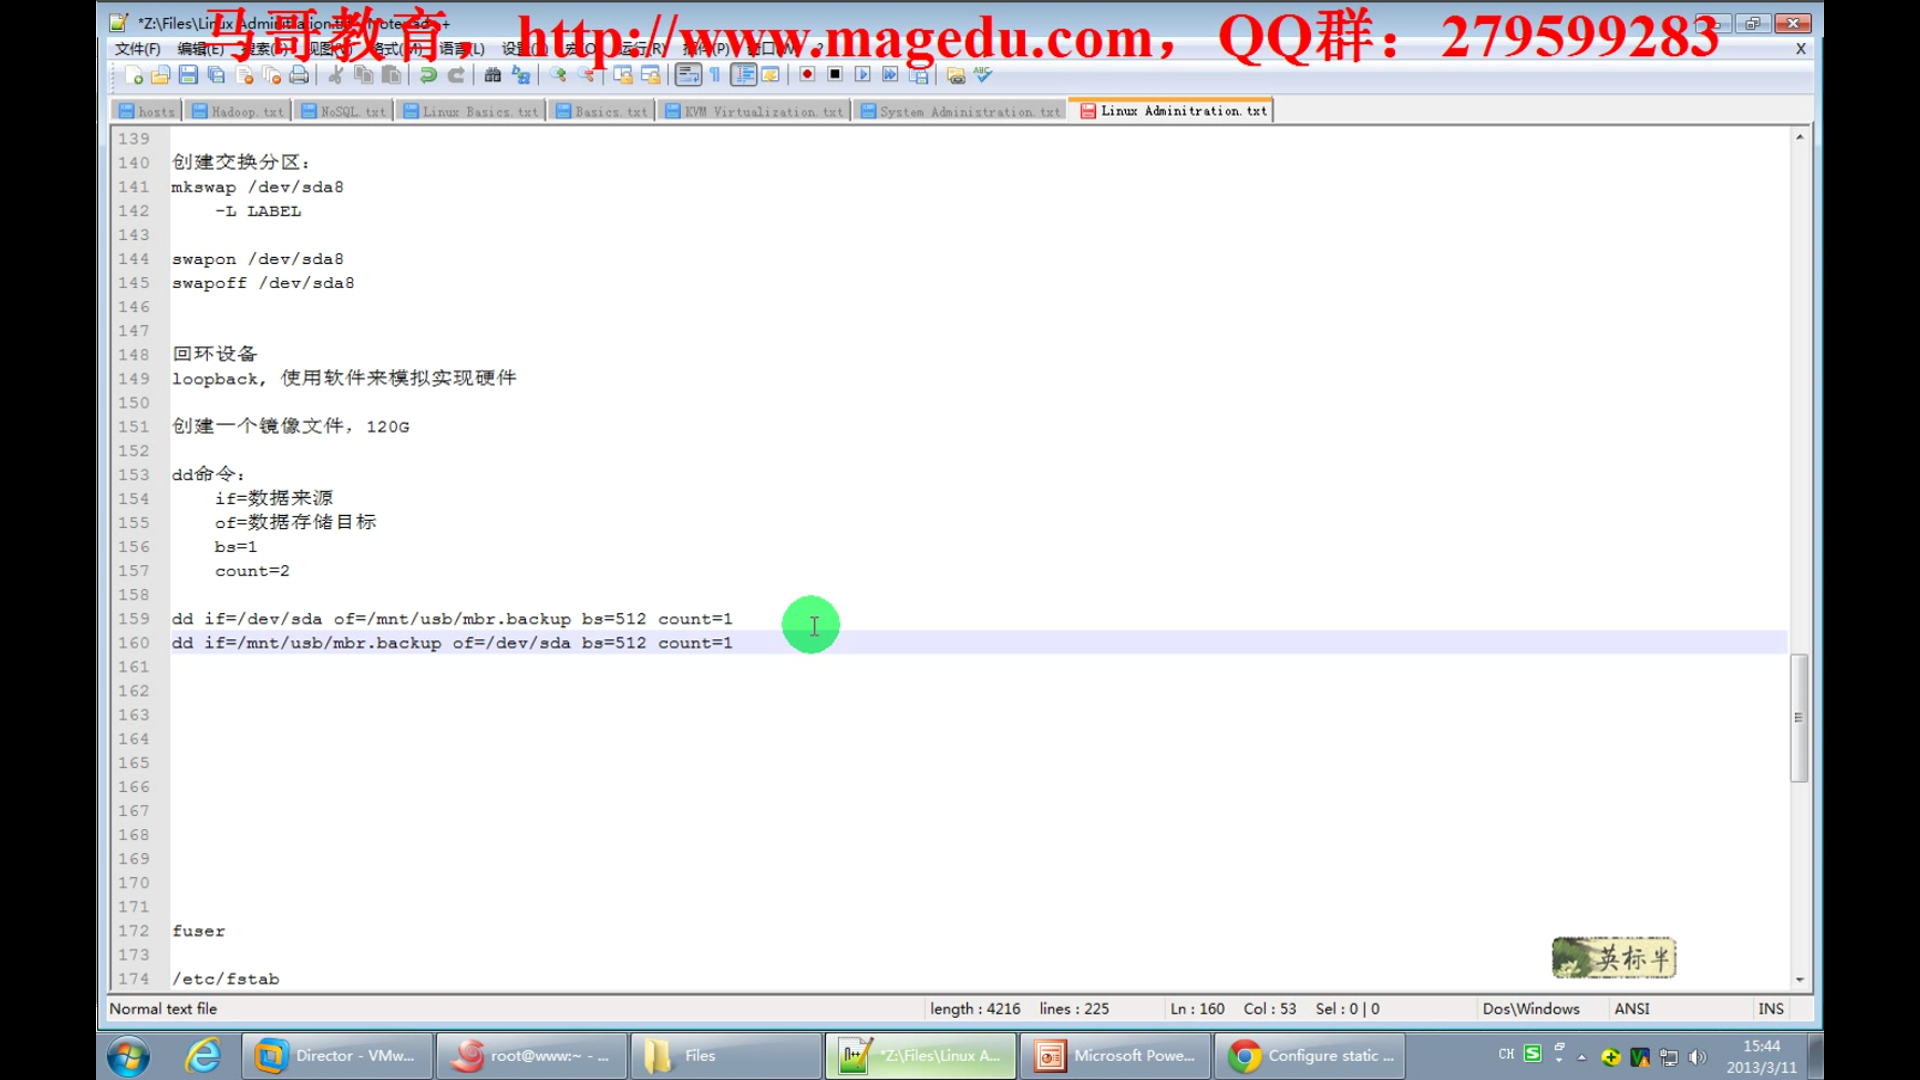 *Z:\Files\Linux Adminitration.txt - Notepad++
马哥教育，http://www.magedu.com，QQ群：279599283
文件(F) 编辑(E) 搜索(S) 视图(V) 格式(M) 语言(L) 设置(T) 宏(O) 运行(R) 插件(P) 窗口(W) ? X
hosts Hadoop.txt NoSQL.txt Linux Basics.txt Basics.txt KVM Virtualization.txt System Administration.txt Linux Adminitration.txt
139
140 创建交换分区：
141 mkswap /dev/sda8
142 -L LABEL
143
144 swapon /dev/sda8
145 swapoff /dev/sda8
146
147
148 回环设备
149 loopback, 使用软件来模拟实现硬件
150
151 创建一个镜像文件，120G
152
153 dd命令：
154 if=数据来源
155 of=数据存储目标
156 bs=1
157 count=2
158
159 dd if=/dev/sda of=/mnt/usb/mbr.backup bs=512 count=1
160 dd if=/mnt/usb/mbr.backup of=/dev/sda bs=512 count=1
161
162
163
164
165
166
167
168
169
170
171
172 fuser
173
174 /etc/fstab
英标半
Normal text file length : 4216 lines : 225 Ln : 160 Col : 53 Sel : 0 | 0 Dos\Windows ANSI INS
Director - VMw... root@www:~ - ... Files *Z:\Files\Linux A... Microsoft Powe... Configure static ... CH 15:44
2013/3/11